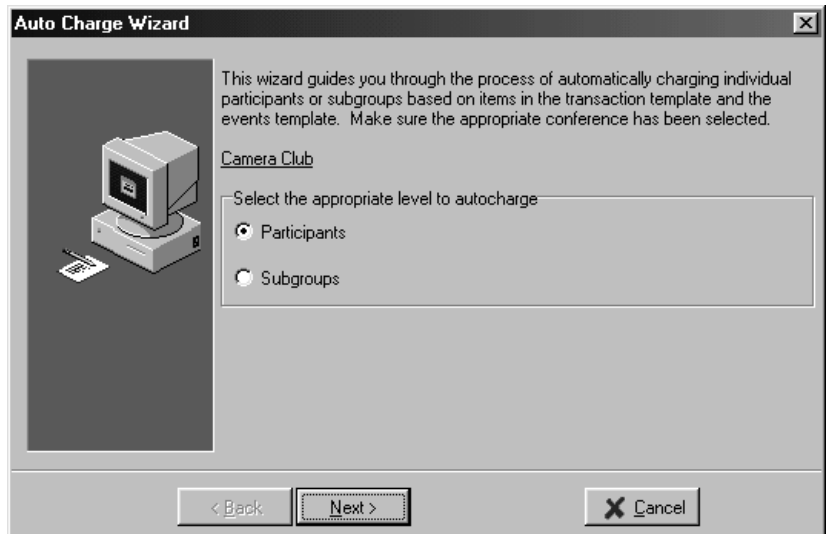 Auto Charge Wizard
This wizard guides you through the process of automatically charging individual
participants or subgroups based on items in the transaction template and the
events template. Make sure the appropriate conference has been selected.
Camera Club
Select the appropriate level to autocharge
Participants
Subgroups
< Back
Next >
Cancel